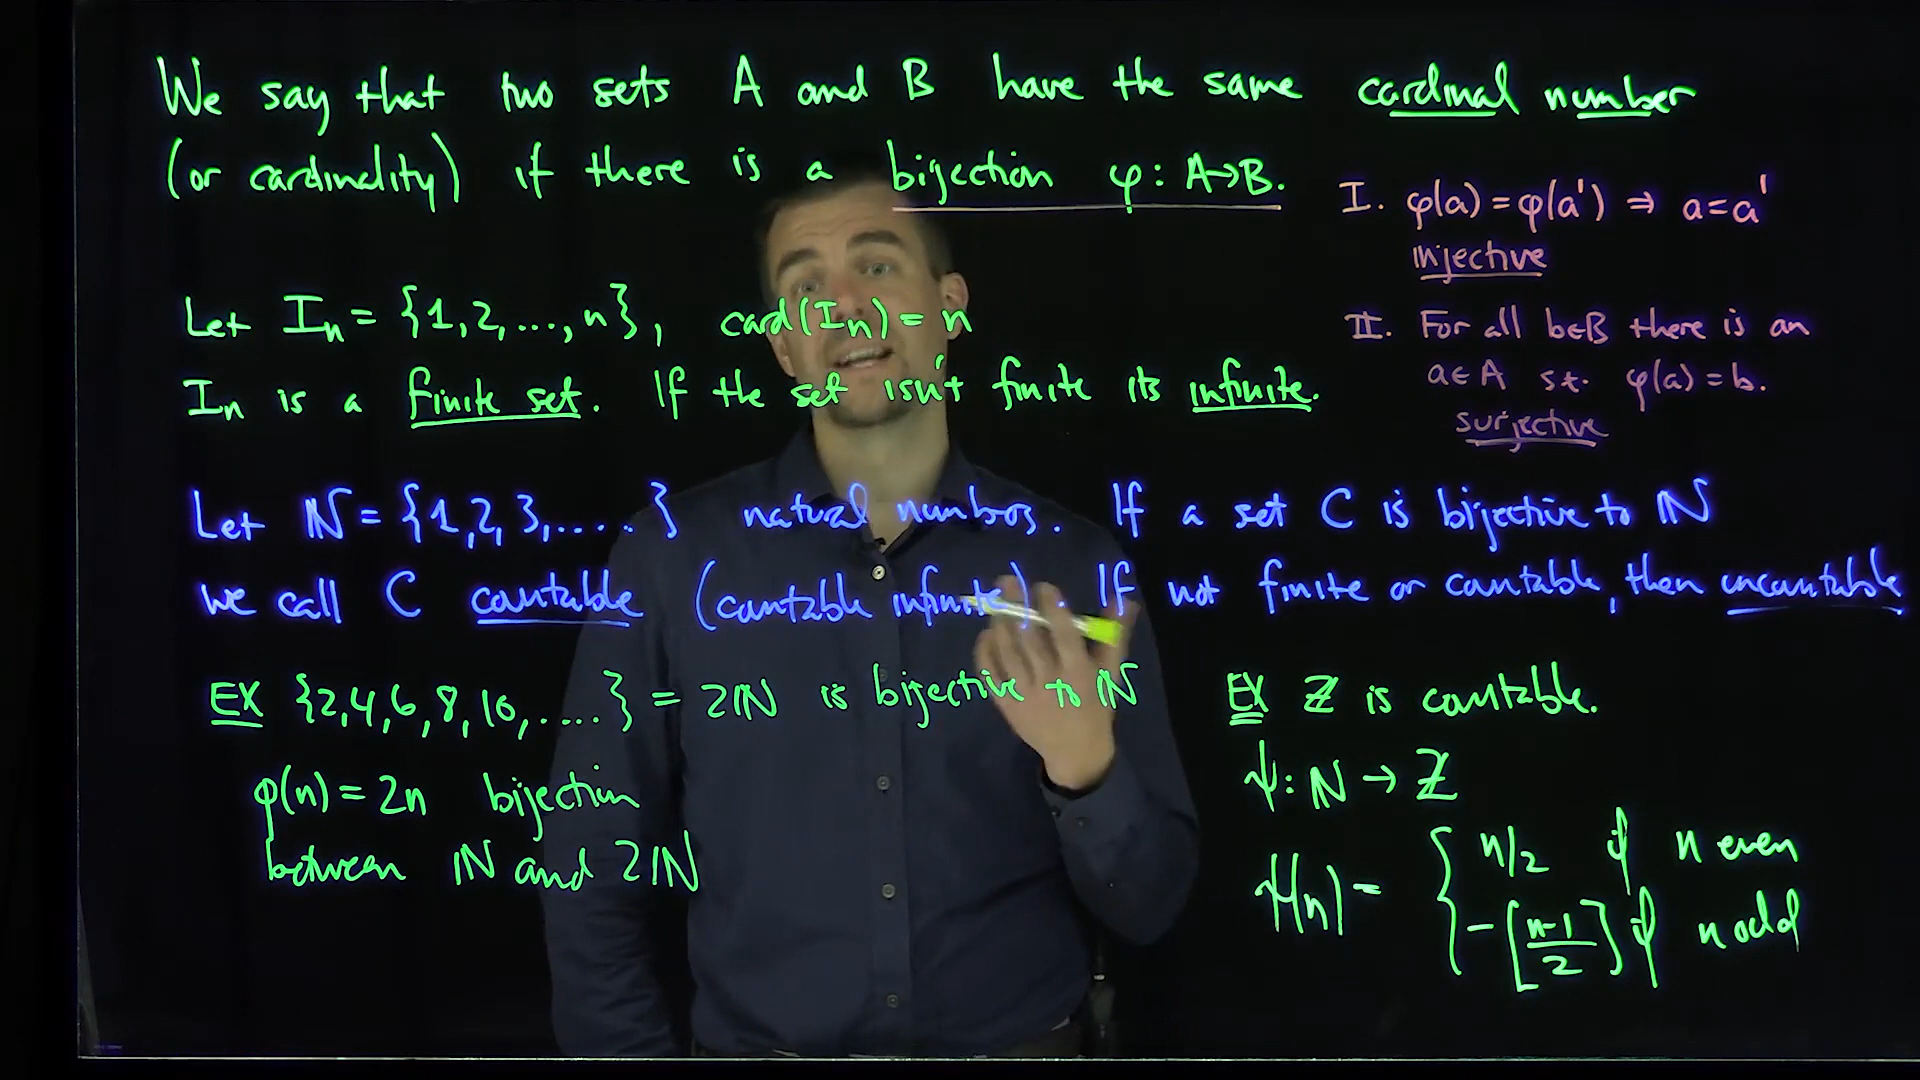 We say that two sets A and B have the same cardinal number
(or cardinality) if there is a bijection φ: A→B.
I. φ(a) = φ(a') ⇒ a = a'
injective
II. For all b∈B there is an
a∈A s.t. φ(a) = b.
surjective
Let Iₙ = {1, 2, ..., n}, card(Iₙ) = n
Iₙ is a finite set. If the set isn't finite its infinite.
Let ℕ = {1, 2, 3, .....} natural numbers. If a set C is bijective to ℕ
we call C countable (countable infinite). If not finite or countable, then uncountable
EX {2, 4, 6, 8, 10, .....} = 2ℕ is bijective to ℕ
φ(n) = 2n bijection
between ℕ and 2ℕ
EX ℤ is countable.
ψ: ℕ → ℤ
ψ(n) = { n/2 if n even
-[(n-1)/2] if n odd